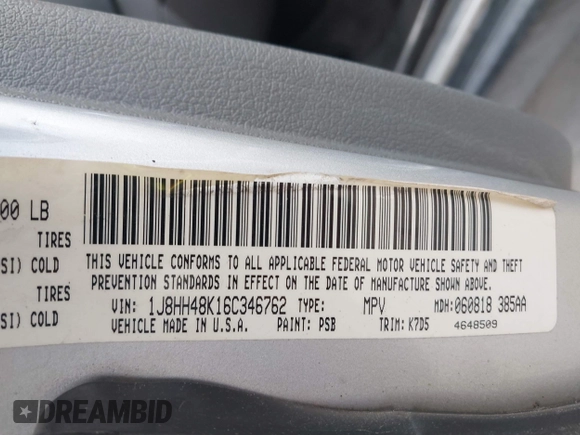 00 LB
TIRES
SI) COLD
TIRES
SI) COLD
THIS VEHICLE CONFORMS TO ALL APPLICABLE FEDERAL MOTOR VEHICLE SAFETY AND THEFT
PREVENTION STANDARDS IN EFFECT ON THE DATE OF MANUFACTURE SHOWN ABOVE.
VIN: 1J8HH48K16C346762 TYPE: MPV MDH: 060818 385AA
VEHICLE MADE IN U.S.A. PAINT: PSB TRIM: K7D5 4648509
DREAMBID